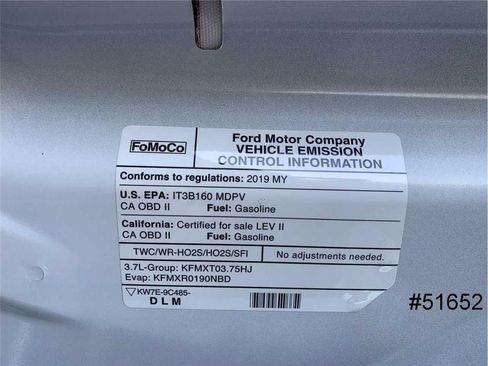 FoMoCo
Ford Motor Company
VEHICLE EMISSION
CONTROL INFORMATION
Conforms to regulations: 2019 MY
U.S. EPA: IT3B160 MDPV
CA OBD II Fuel: Gasoline
California: Certified for sale LEV II
CA OBD II Fuel: Gasoline
TWC/WR-HO2S/HO2S/SFI No adjustments needed.
3.7L-Group: KFMXT03.75HJ
Evap: KFMXR0190NBD
KW7E-9C485-
D L M
#51652